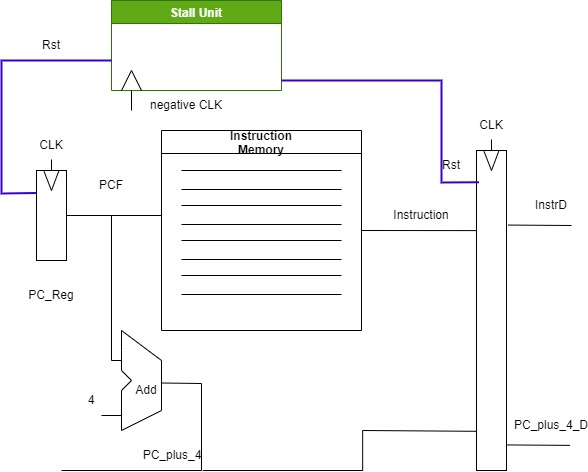 Stall Unit
Rst
negative CLK
CLK
CLK
Instruction
Memory
Rst
PCF
InstrD
Instruction
PC_Reg
Add
4
PC_plus_4_D
PC_plus_4